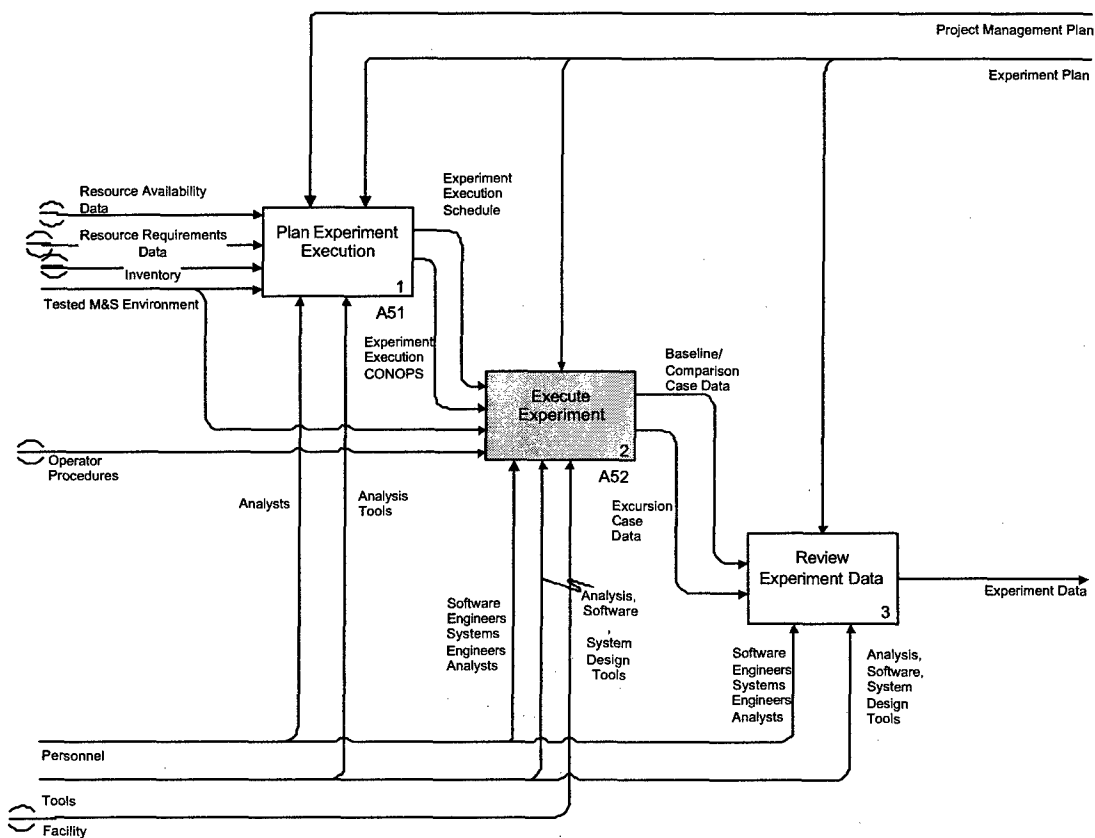 Project Management Plan
Experiment Plan
Resource Availability
Data
Resource Requirements
Data
Inventory
Tested M&S Environment
Plan Experiment
Execution
1
A51
Experiment
Execution
Schedule
Experiment
Execution
CONOPS
Execute
Experiment
2
A52
Baseline/
Comparison
Case Data
Operator
Procedures
Analysts
Analysis
Tools
Excursion
Case
Data
Review
Experiment Data
3
Experiment Data
Software
Engineers
Systems
Engineers
Analysts
Analysis,
Software
,
System
Design
Tools
Software
Engineers
Systems
Engineers
Analysts
Analysis,
Software,
System
Design
Tools
Personnel
Tools
Facility